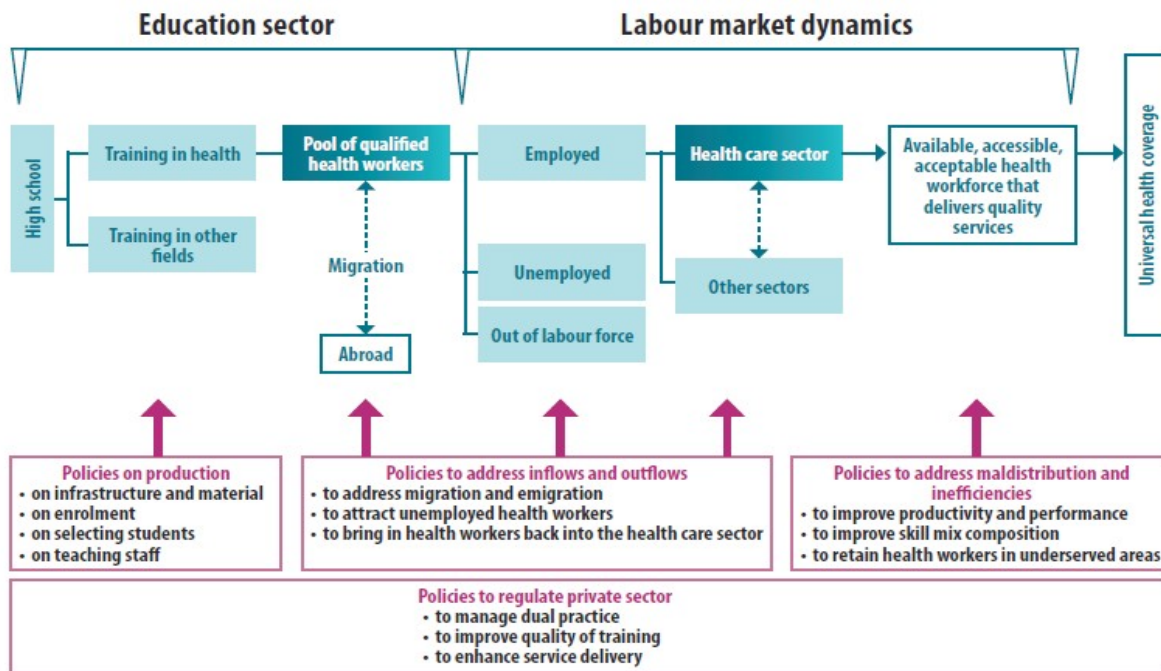 Education sector
Labour market dynamics
High school
Training in health
Training in other
fields
Pool of qualified
health workers
Migration
Abroad
Employed
Unemployed
Out of labour force
Health care sector
Other sectors
Available, accessible,
acceptable health
workforce that
delivers quality
services
Universal health coverage
Policies on production
• on infrastructure and material
• on enrolment
• on selecting students
• on teaching staff
Policies to address inflows and outflows
• to address migration and emigration
• to attract unemployed health workers
• to bring in health workers back into the health care sector
Policies to address maldistribution and
inefficiencies
• to improve productivity and performance
• to improve skill mix composition
• to retain health workers in underserved areas
Policies to regulate private sector
• to manage dual practice
• to improve quality of training
• to enhance service delivery